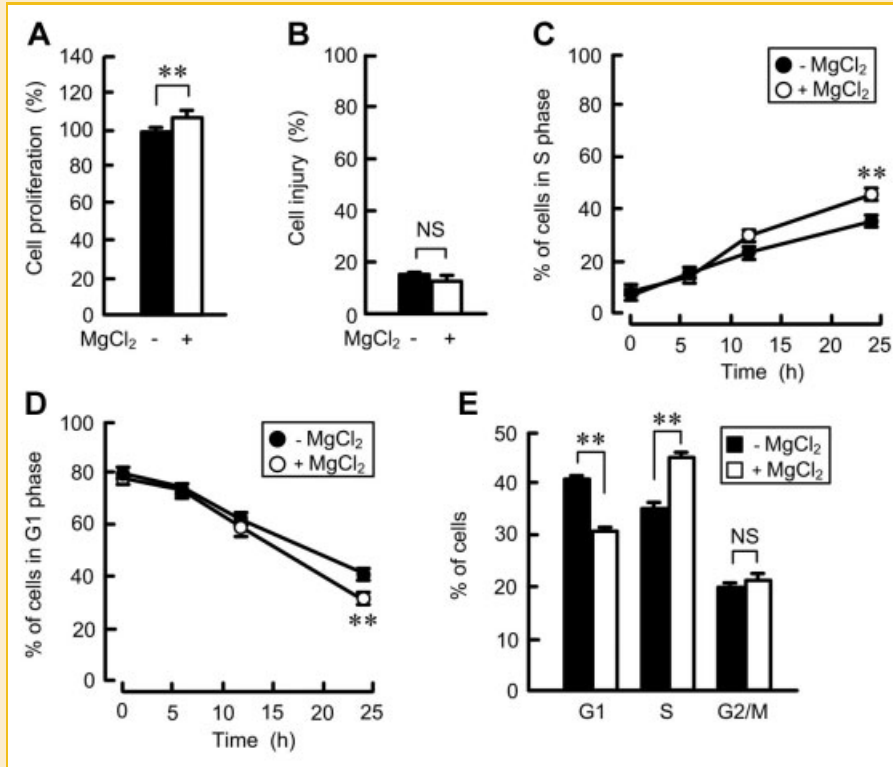 A
Cell proliferation (%)
140
120
100
80
60
40
20
0
**
MgCl₂ - +
B
Cell injury (%)
100
80
60
40
20
0
NS
MgCl₂ - +
C
% of cells in S phase
100
80
60
40
20
0
- MgCl₂
+ MgCl₂
**
0 5 10 15 20 25
Time (h)
D
% of cells in G1 phase
100
80
60
40
20
0
- MgCl₂
+ MgCl₂
**
0 5 10 15 20 25
Time (h)
E
% of cells
50
40
30
20
10
0
** **
- MgCl₂
+ MgCl₂
NS
G1 S G2/M